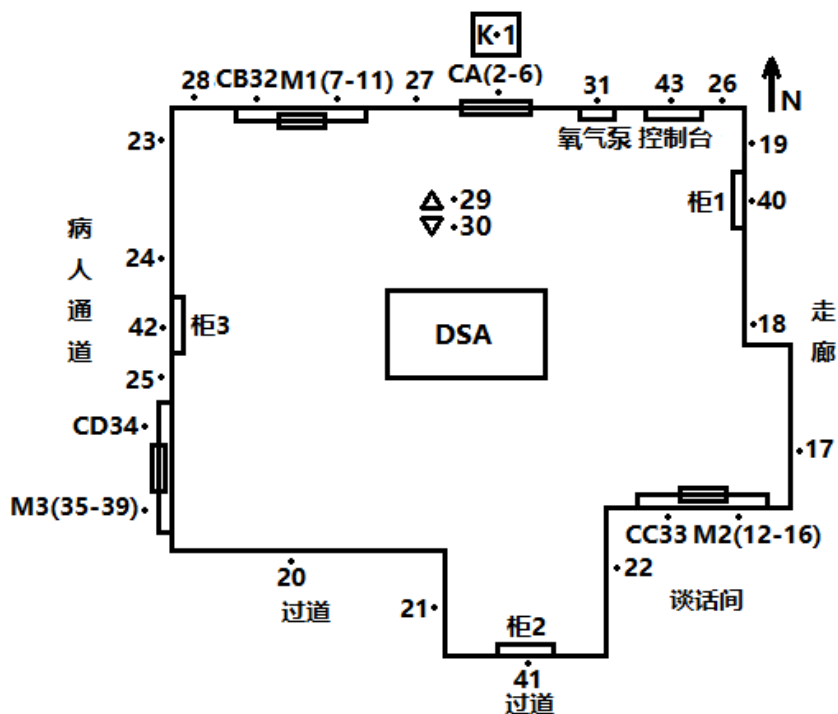 K·1
28 CB32 M1(7-11) 27 CA(2-6) 31 43 26
N
氧气泵 控制台
23
19
柜1 40
29
30
病人通道
24
42 柜3
DSA
18
走廊
25
CD34
17
M3(35-39)
CC33 M2(12-16)
20
22
过道
21
谈话间
柜2
41
过道